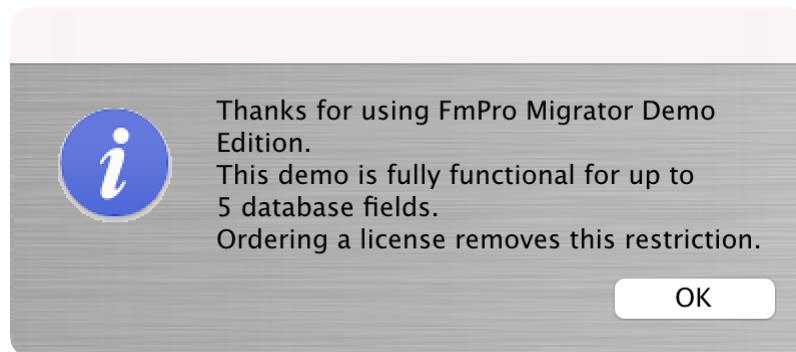 Thanks for using FmPro Migrator Demo
Edition.
This demo is fully functional for up to
5 database fields.
Ordering a license removes this restriction.
OK